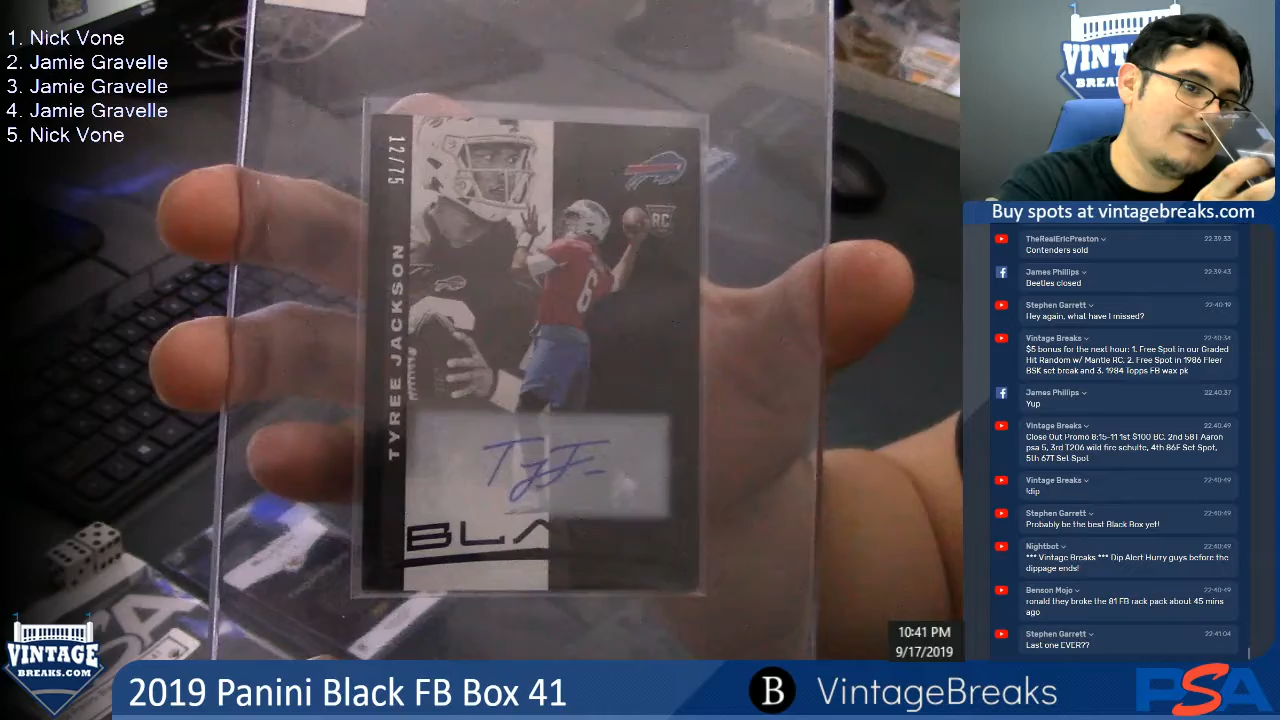 1. Nick Vone
2. Jamie Gravelle
3. Jamie Gravelle
4. Jamie Gravelle
5. Nick Vone
12/75
TYREE JACKSON
RC
6
BLA
VINTAGE
BREAKS.COM
VINTAGE
BREA
Buy spots at vintagebreaks.com
TheRealEricPreston 22:39:33
Contenders sold
James Phillips 22:39:43
Beetles closed
Stephen Garrett 22:40:19
Hey again, what have I missed?
Vintage Breaks 22:40:34
$5 bonus for the next hour: 1. Free Spot in our Graded
Hit Random w/ Mantle RC. 2. Free Spot in 1986 Fleer
BSK set break and 3. 1984 Topps FB wax pk
James Phillips 22:40:37
Yup
Vintage Breaks 22:40:49
Close Out Promo 8:15-11 1st $100 BC. 2nd 58T Aaron
psa 5, 3rd T206 wild fire schulte, 4th 86F Set Spot,
5th 67T Set Spot
Vintage Breaks 22:40:49
!dip
Stephen Garrett 22:40:49
Probably be the best Black Box yet!
Nightbot 22:40:49
*** Vintage Breaks *** Dip Alert Hurry guys before the
dippage ends!
Benson Mojo 22:40:49
ronald they broke the 81 FB rack pack about 45 mins
ago
Stephen Garrett 22:41:04
Last one EVER??
10:41 PM
9/17/2019
2019 Panini Black FB Box 41
B VintageBreaks
PSA